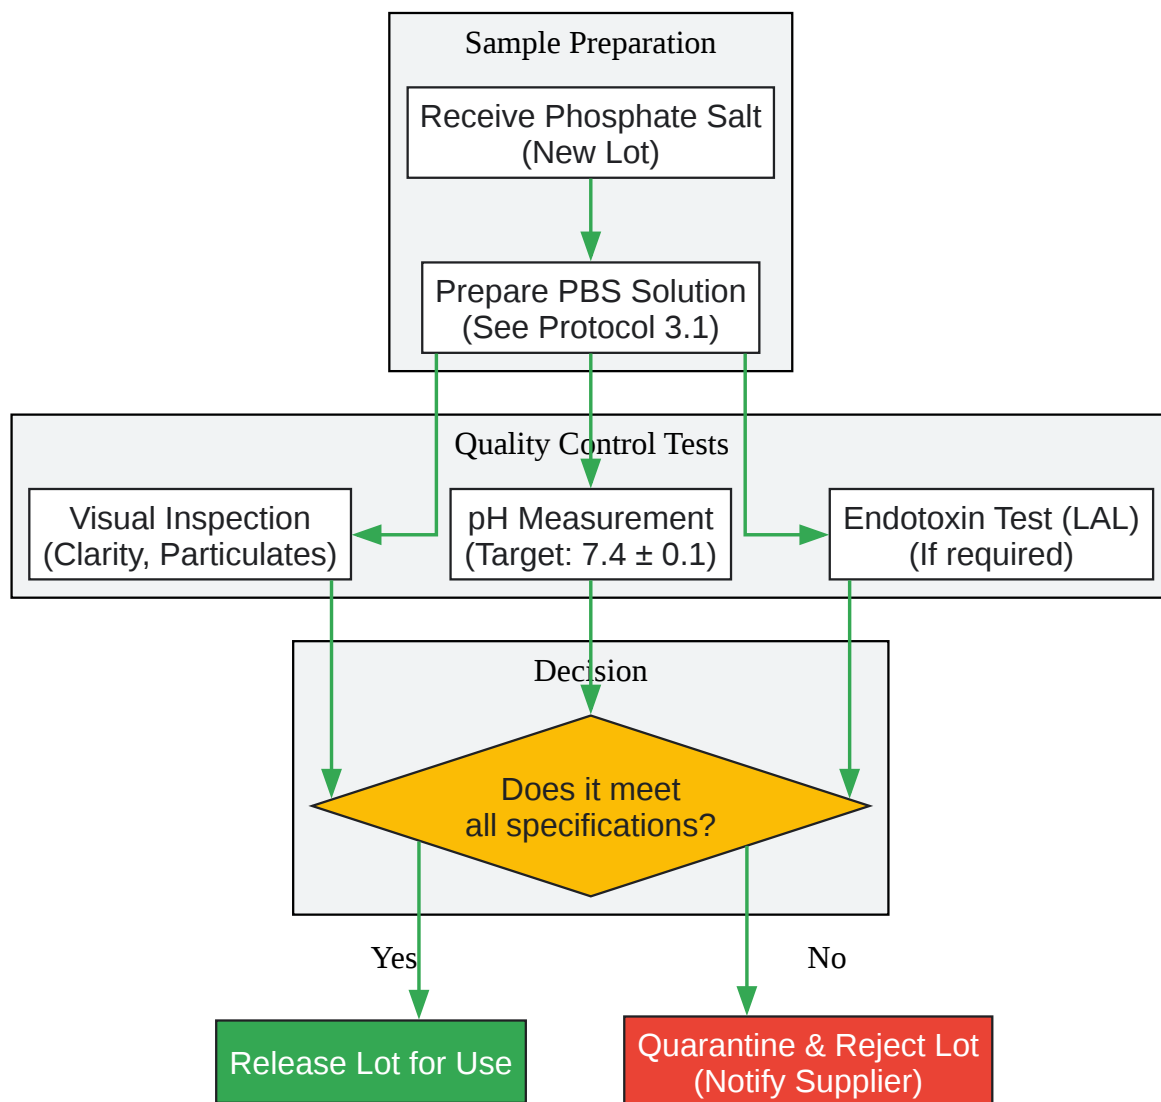 Sample Preparation
Receive Phosphate Salt
(New Lot)
Prepare PBS Solution
(See Protocol 3.1)
Quality Control Tests
Visual Inspection
(Clarity, Particulates)
pH Measurement
(Target: 7.4 ± 0.1)
Endotoxin Test (LAL)
(If required)
Decision
Does it meet
all specifications?
Yes
No
Release Lot for Use
Quarantine & Reject Lot
(Notify Supplier)